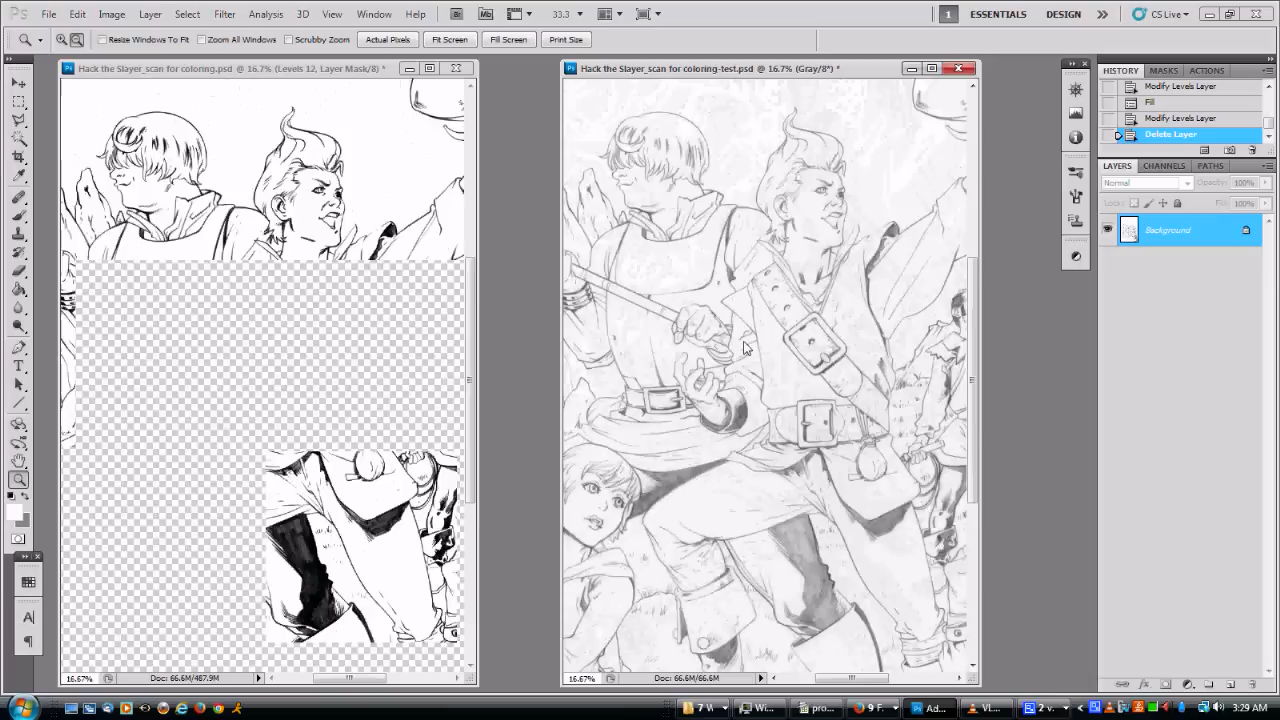 Ps File Edit Image Layer Select Filter Analysis 3D View Window Help Br Mb 33.3 1 ESSENTIALS DESIGN CS Live
Resize Windows To Fit Zoom All Windows Scrubby Zoom Actual Pixels Fit Screen Fill Screen Print Size
Hack the Slayer_scan for coloring.psd @ 16.7% (Levels 12, Layer Mask/8) *
Hack the Slayer_scan for coloring-test.psd @ 16.7% (Gray/8*) *
HISTORY MASKS ACTIONS
Modify Levels Layer
Fill
Modify Levels Layer
Delete Layer
LAYERS CHANNELS PATHS
Normal Opacity: 100%
Lock: Fill: 100%
Background
16.67% Doc: 66.6M/487.9M
16.67% Doc: 66.6M/66.6M
3:29 AM